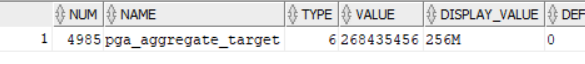 NUM NAME TYPE VALUE DISPLAY_VALUE DEF
1 4985 pga_aggregate_target 6 268435456 256M 0